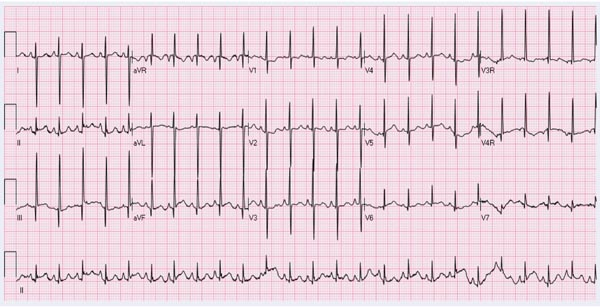 I aVR V1 V4 V3R
II aVL V2 V5 V4R
III aVF V3 V6 V7
II